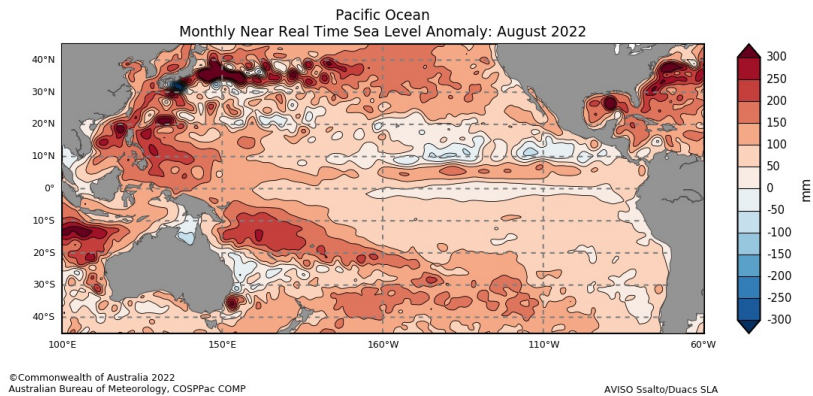 Pacific Ocean
Monthly Near Real Time Sea Level Anomaly: August 2022
40°N
30°N
20°N
10°N
0°
10°S
20°S
30°S
40°S
100°E
150°E
160°W
110°W
60°W
300
250
200
150
100
50
0
-50
-100
-150
-200
-250
-300
mm
©Commonwealth of Australia 2022
Australian Bureau of Meteorology, COSPPac COMP
AVISO Ssalto/Duacs SLA